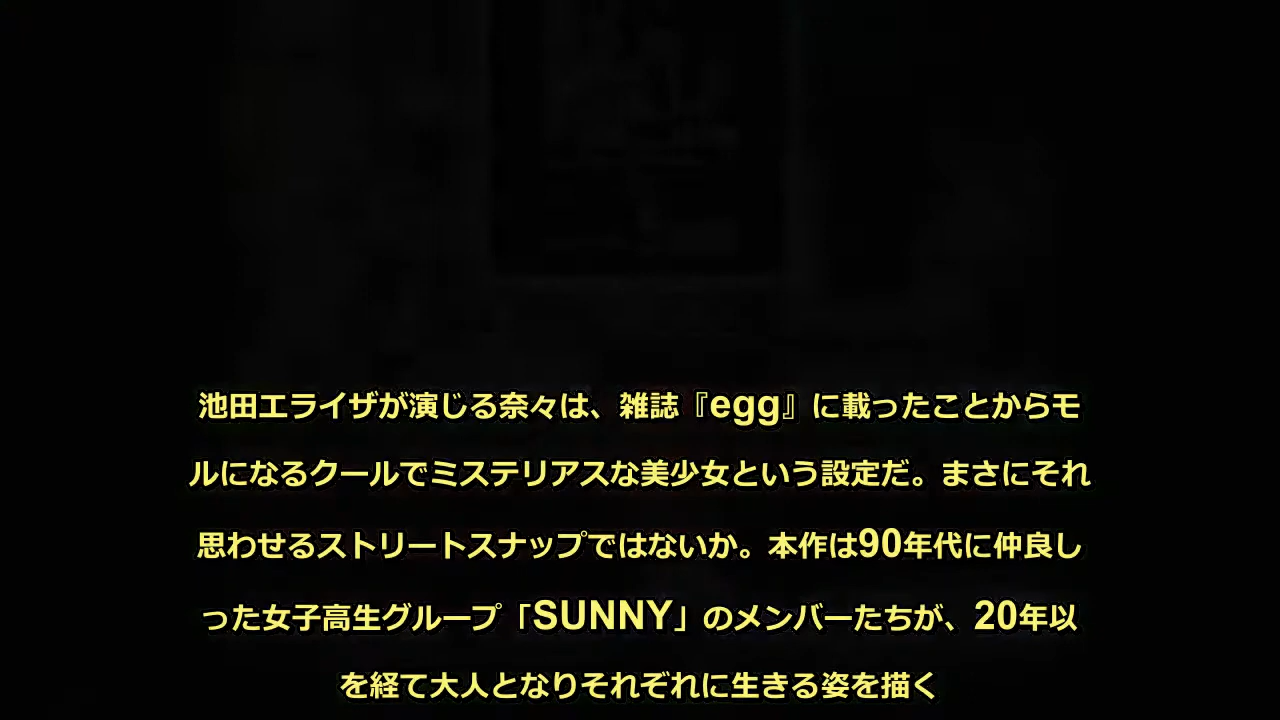 池田エライザが演じる奈々は、雑誌『egg』に載ったことからモ
ルになるクールでミステリアスな美少女という設定だ。まさにそれ
思わせるストリートスナップではないか。本作は90年代に仲良し
った女子高生グループ「SUNNY」のメンバーたちが、20年以
を経て大人となりそれぞれに生きる姿を描く